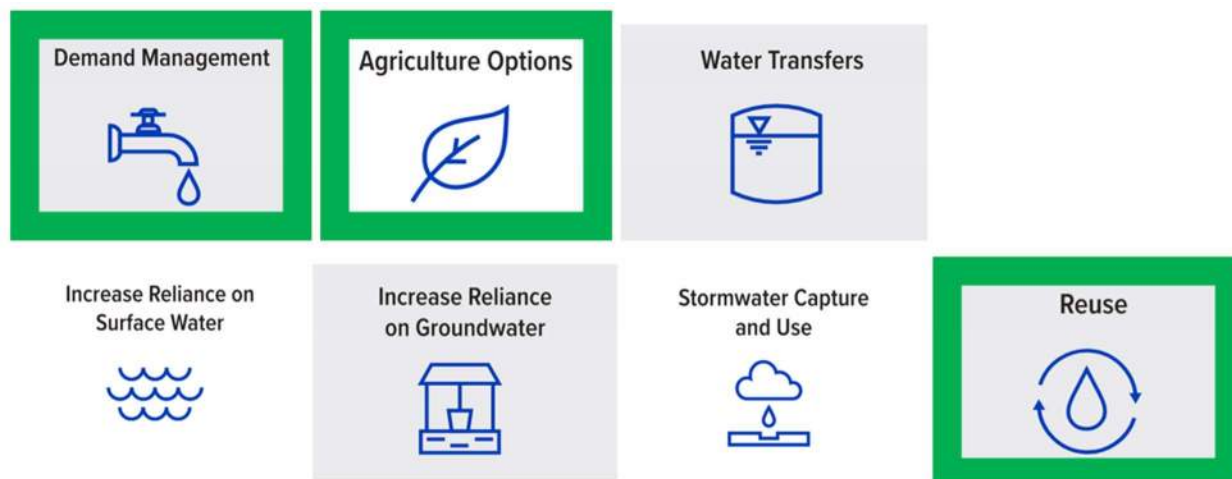 Demand Management
Agriculture Options
Water Transfers
Increase Reliance on
Surface Water
Increase Reliance
on Groundwater
Stormwater Capture
and Use
Reuse